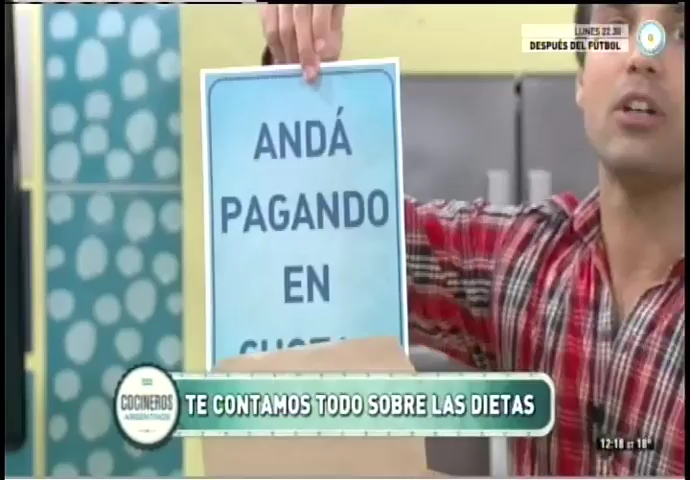 LUNES 22.30
DESPUÉS DEL FÚTBOL
ANDÁ
PAGANDO
EN
COCINEROS
ARGENTINOS
TE CONTAMOS TODO SOBRE LAS DIETAS
12:18 ST 18°